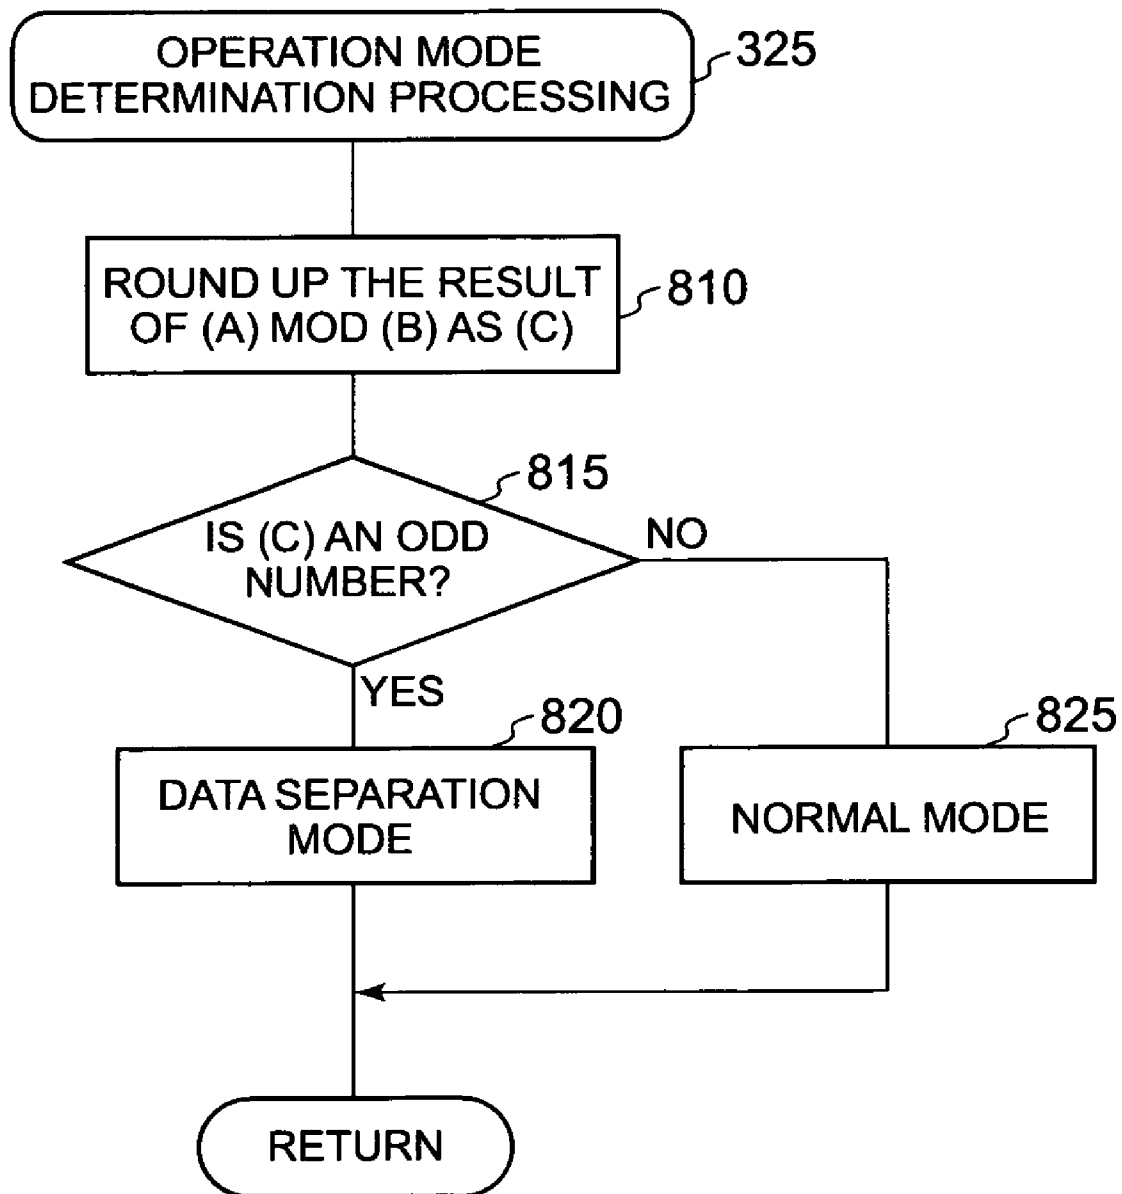 OPERATION MODE
DETERMINATION PROCESSING
325
ROUND UP THE RESULT
OF (A) MOD (B) AS (C)
810
815
IS (C) AN ODD
NUMBER?
NO
YES
820
DATA SEPARATION
MODE
825
NORMAL MODE
RETURN